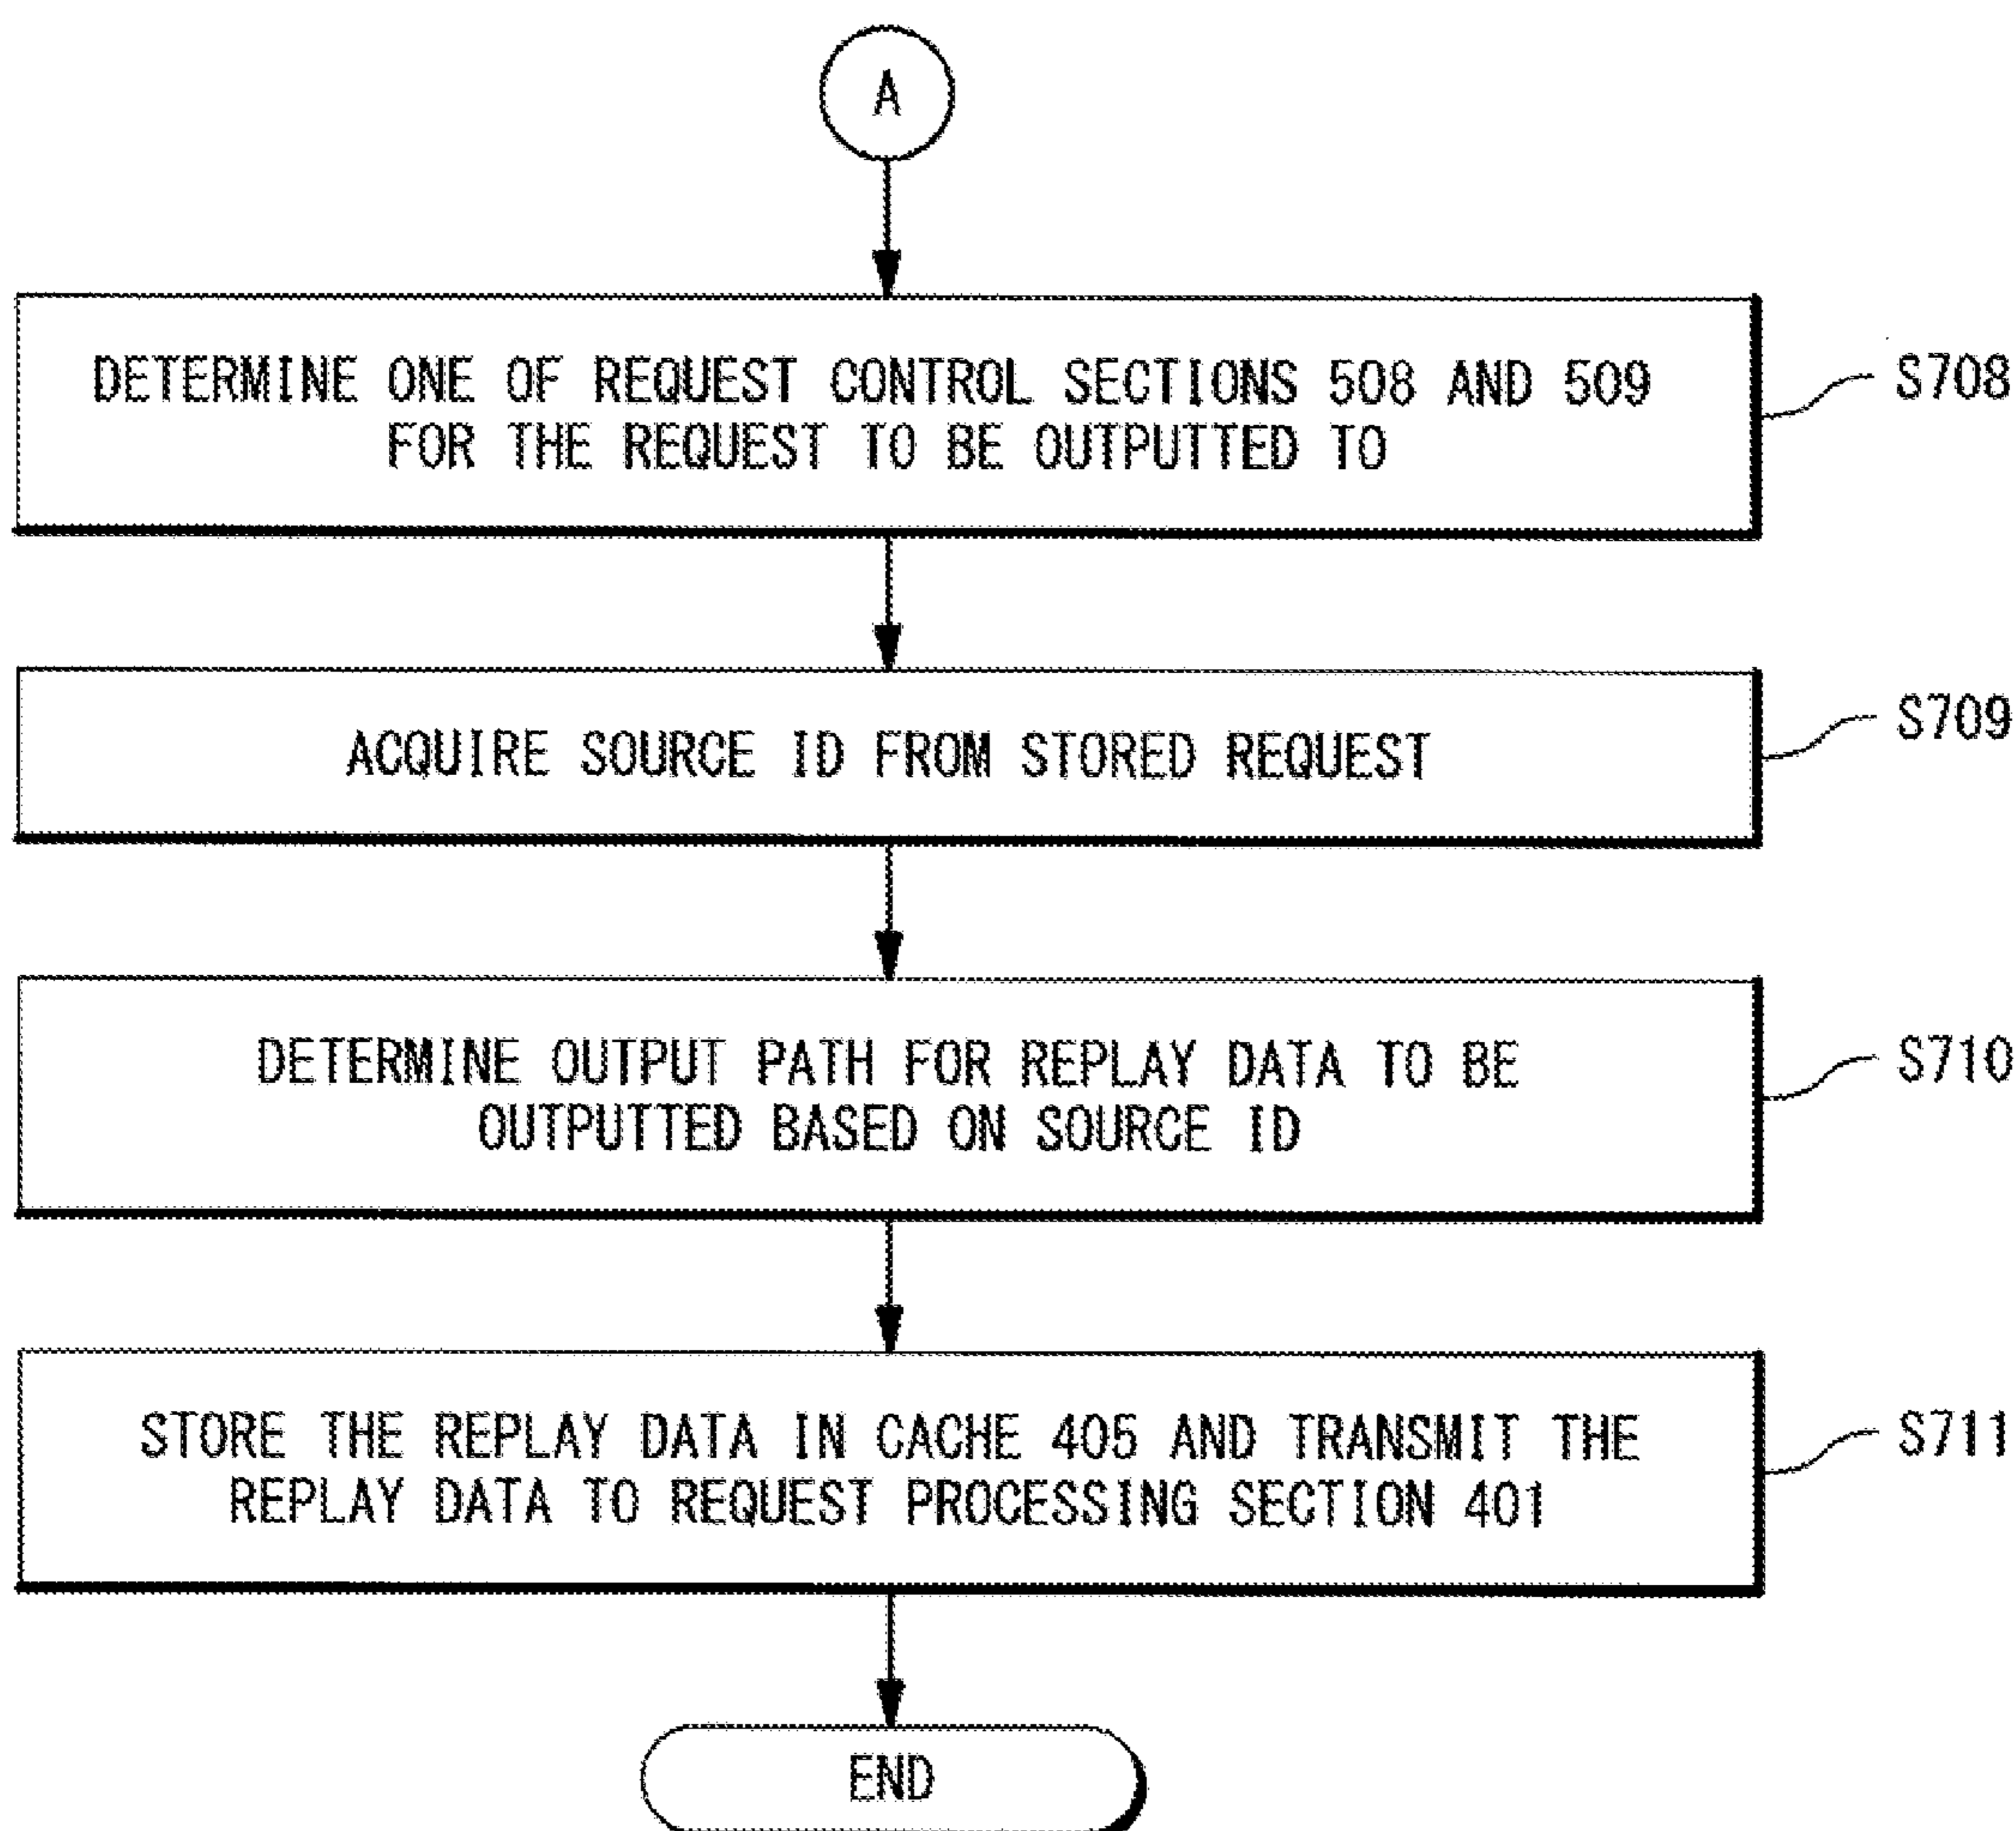 A
DETERMINE ONE OF REQUEST CONTROL SECTIONS 508 AND 509
FOR THE REQUEST TO BE OUTPUTTED TO
S708
ACQUIRE SOURCE ID FROM STORED REQUEST
S709
DETERMINE OUTPUT PATH FOR REPLAY DATA TO BE
OUTPUTTED BASED ON SOURCE ID
S710
STORE THE REPLAY DATA IN CACHE 405 AND TRANSMIT THE
REPLAY DATA TO REQUEST PROCESSING SECTION 401
S711
END